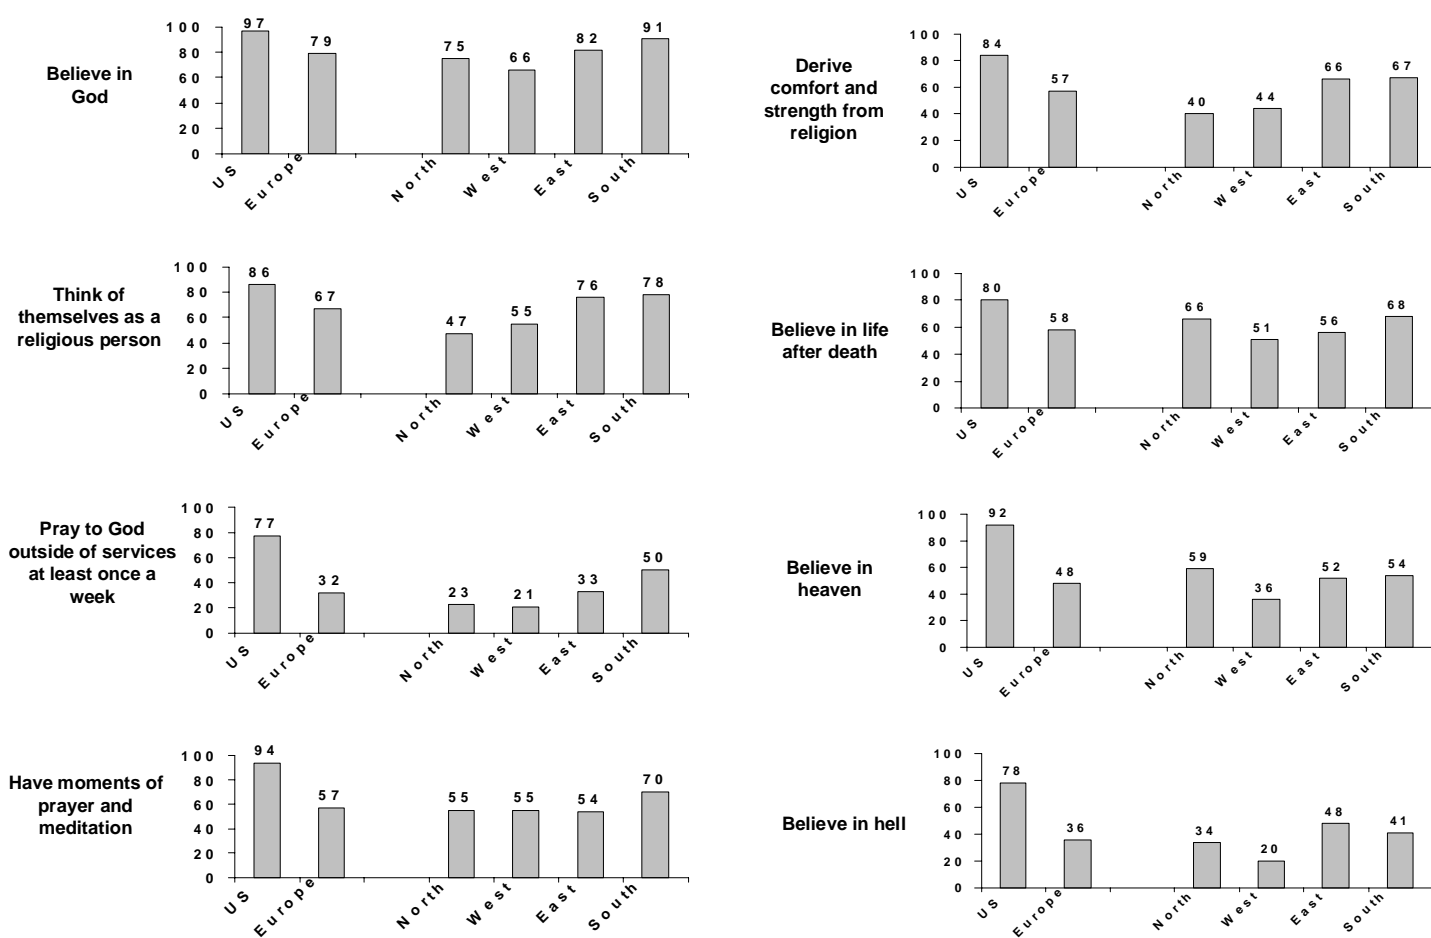 Believe in
God
100
80
60
40
20
0
97
79
75
66
82
91
US
Europe
North
West
East
South
Derive
comfort and
strength from
religion
100
80
60
40
20
0
84
57
40
44
66
67
US
Europe
North
West
East
South
Think of
themselves as a
religious person
100
80
60
40
20
0
86
67
47
55
76
78
US
Europe
North
West
East
South
Believe in life
after death
100
80
60
40
20
0
80
58
66
51
56
68
US
Europe
North
West
East
South
Pray to God
outside of services
at least once a
week
100
80
60
40
20
0
77
32
23
21
33
50
US
Europe
North
West
East
South
Believe in
heaven
100
80
60
40
20
0
92
48
59
36
52
54
US
Europe
North
West
East
South
Have moments of
prayer and
meditation
100
80
60
40
20
0
94
57
55
55
54
70
US
Europe
North
West
East
South
Believe in hell
100
80
60
40
20
0
78
36
34
20
48
41
US
Europe
North
West
East
South